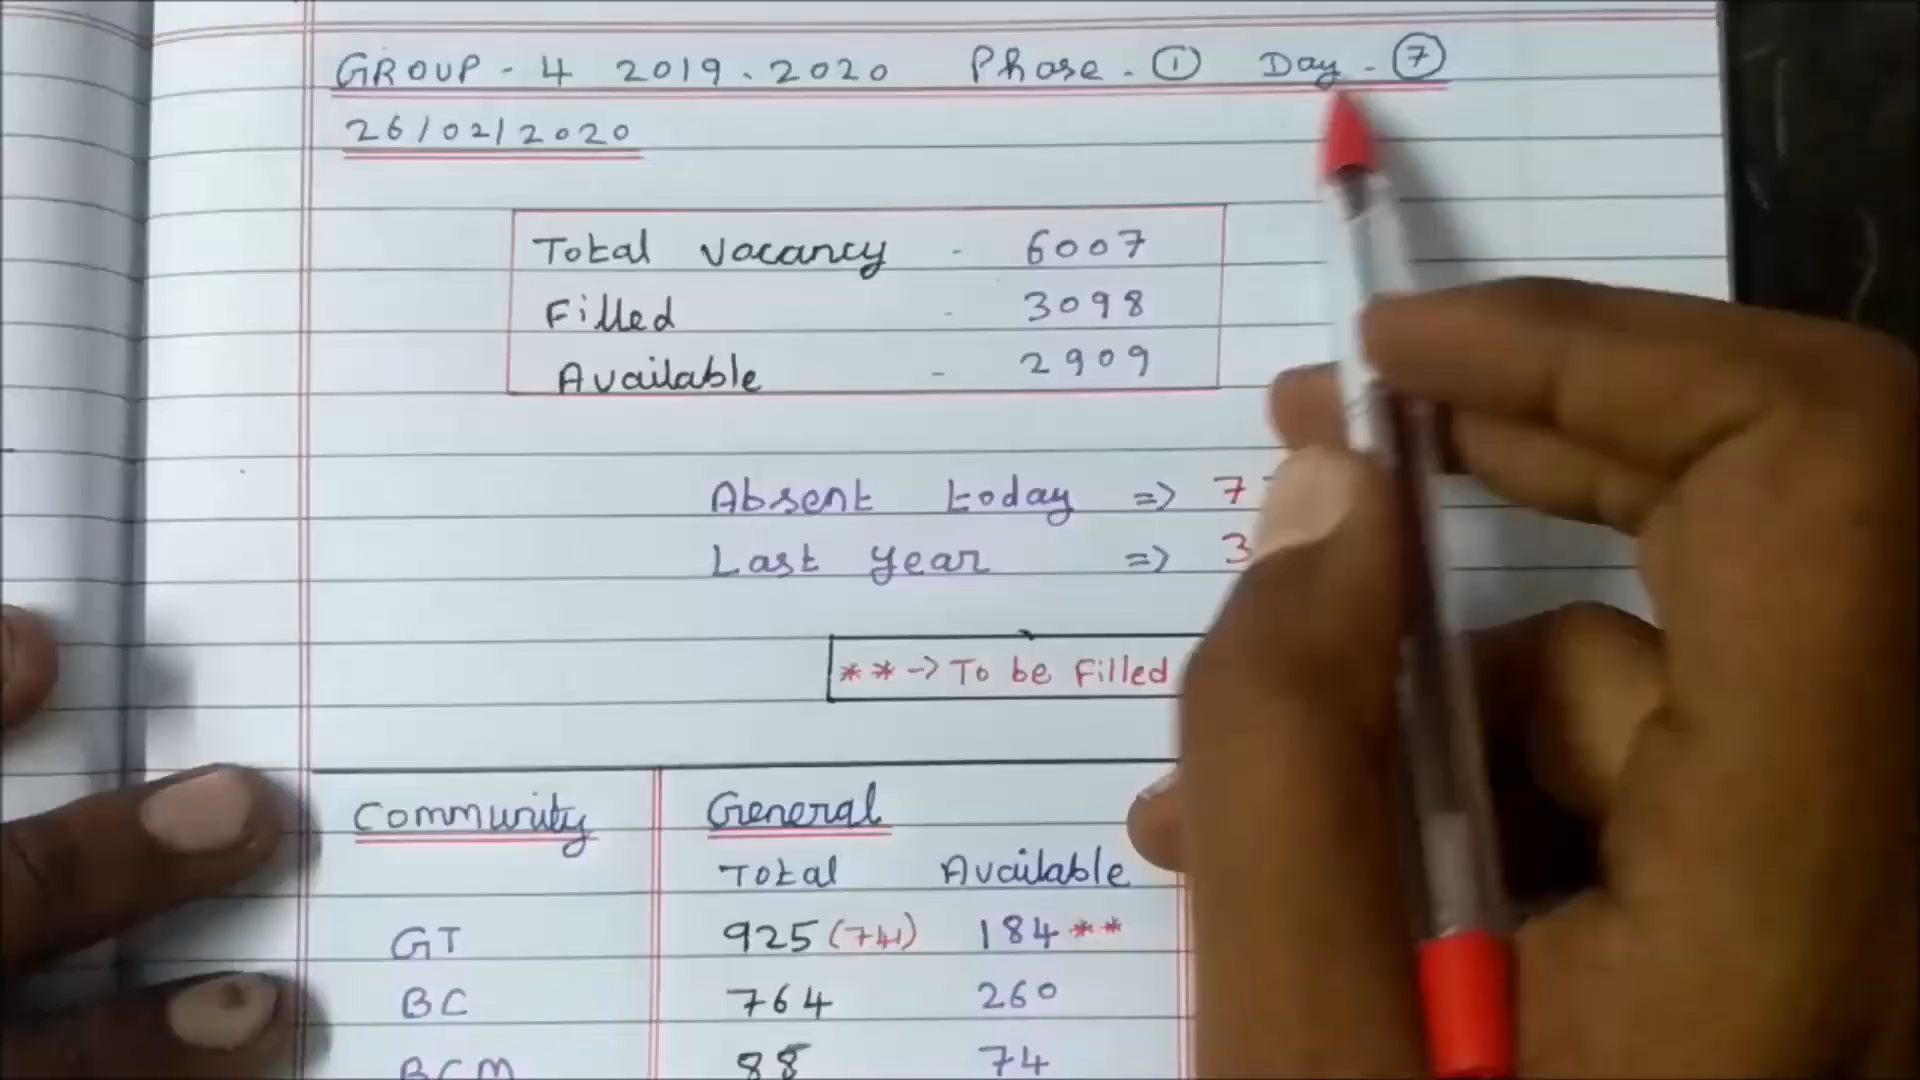 GROUP - 4 2019.2020 Phase - ① Day - ⑦
26/02/2020
Total vacancy - 6007
Filled - 3098
Available - 2909
Absent today => 7
Last year => 3
** -> To be Filled
Community General
Total Available
GT 925 (741) 184**
BC 764 260
BCM 88 74